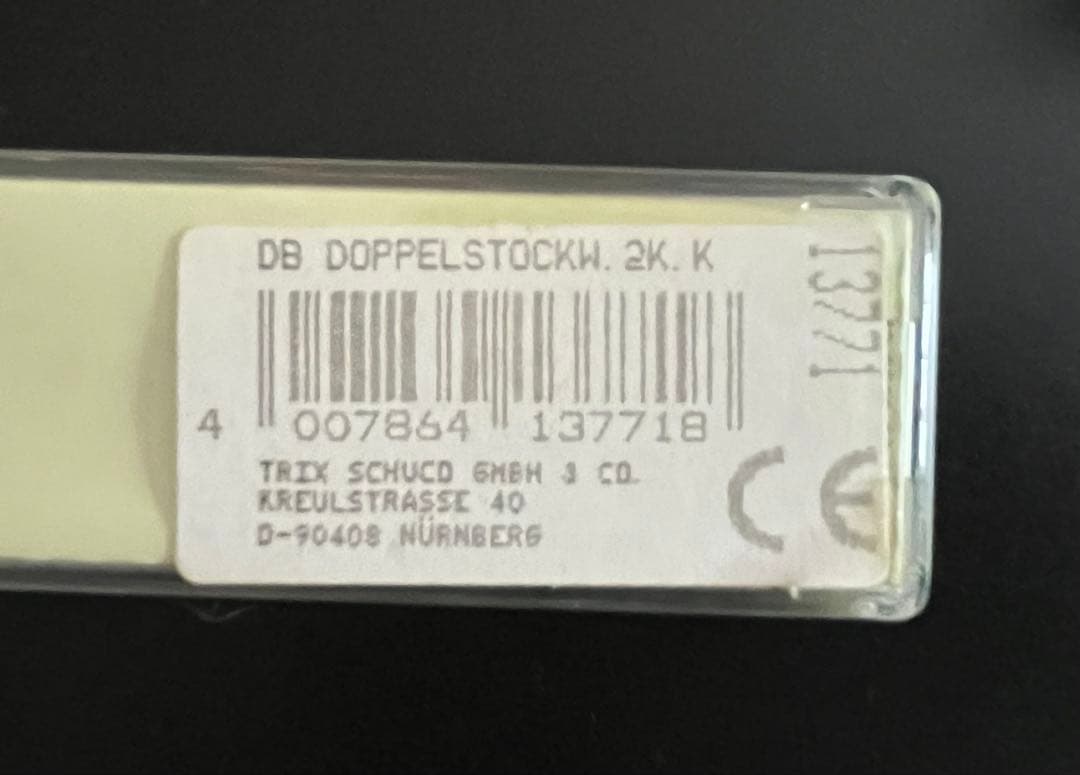 DB DOPPELSTOCKW. 2K. K
13771
4 007864 137718
TRIX SCHUCO GMBH & CO.
KREULSTRASSE 40
D-90408 NÜRNBERG
CE